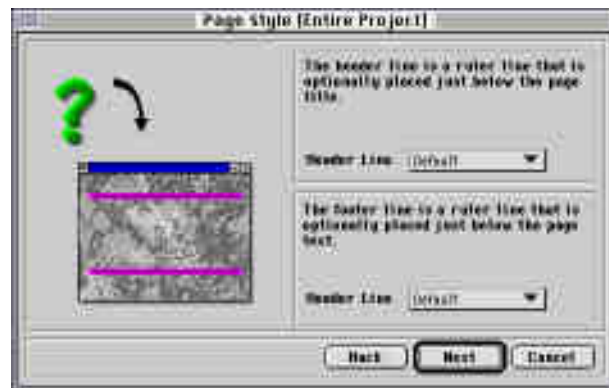 Page Style (Entire Project)
The header line is a ruler line that is
optionally placed just below the page
title.
Header Line
Default
The footer line is a ruler line that is
optionally placed just below the page
text.
Header Line
Default
Back
Next
Cancel